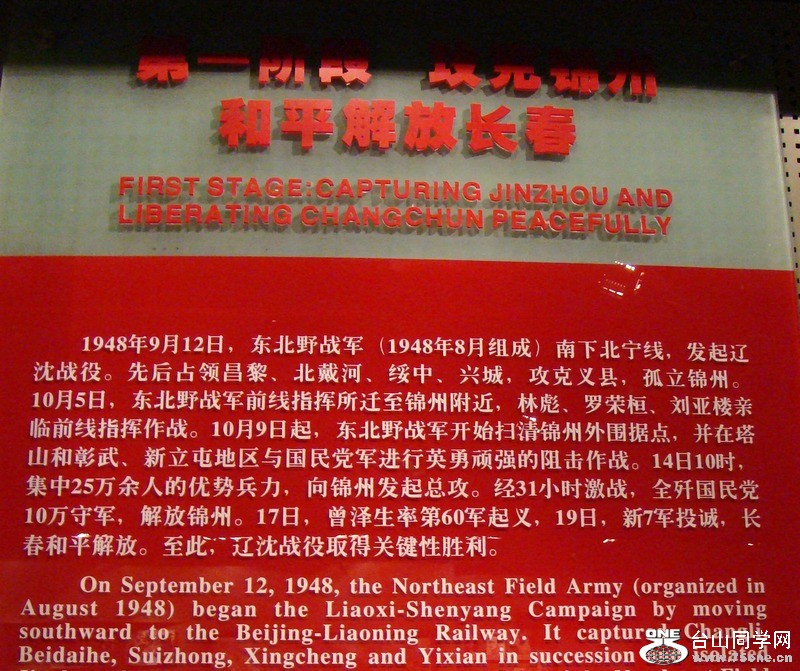 第一阶段 攻克锦州
和平解放长春
FIRST STAGE:CAPTURING JINZHOU AND
LIBERATING CHANGCHUN PEACEFULLY
1948年9月12日，东北野战军（1948年8月组成）南下北宁线，发起辽
沈战役。先后占领昌黎、北戴河、绥中、兴城，攻克义县，孤立锦州。
10月5日，东北野战军前线指挥所迁至锦州附近，林彪、罗荣桓、刘亚楼亲
临前线指挥作战。10月9日起，东北野战军开始扫清锦州外围据点，并在塔
山和彰武、新立屯地区与国民党军进行英勇顽强的阻击作战。14日10时，
集中25万余人的优势兵力，向锦州发起总攻。经31小时激战，全歼国民党
10万守军，解放锦州。17日，曾泽生率第60军起义，19日，新7军投诚，长
春和平解放。至此，辽沈战役取得关键性胜利。
On September 12, 1948, the Northeast Field Army (organized in
August 1948) began the Liaoxi-Shenyang Campaign by moving
southward to the Beijing-Liaoning Railway. It captured Changli,
Beidaihe, Suizhong, Xingcheng and Yixian in succession isolated
ONE 台山同学网
www.256ne.cn